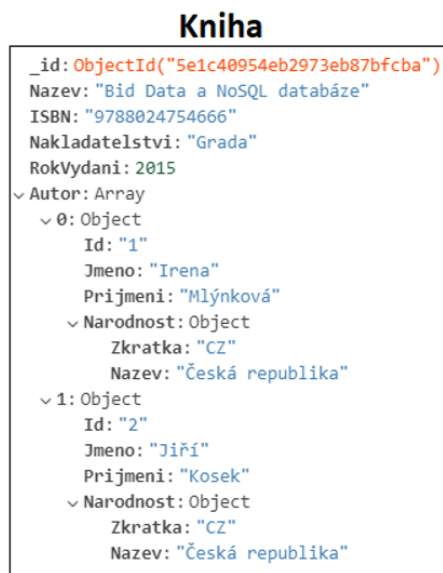 Kniha
_id: ObjectId("5e1c40954eb2973eb87bfcba")
Nazev: "Bid Data a NoSQL databáze"
ISBN: "9788024754666"
Nakladatelstvi: "Grada"
RokVydani: 2015
Autor: Array
0: Object
Id: "1"
Jmeno: "Irena"
Prijmeni: "Mlýnková"
Narodnost: Object
Zkratka: "CZ"
Nazev: "Česká republika"
1: Object
Id: "2"
Jmeno: "Jiří"
Prijmeni: "Kosek"
Narodnost: Object
Zkratka: "CZ"
Nazev: "Česká republika"